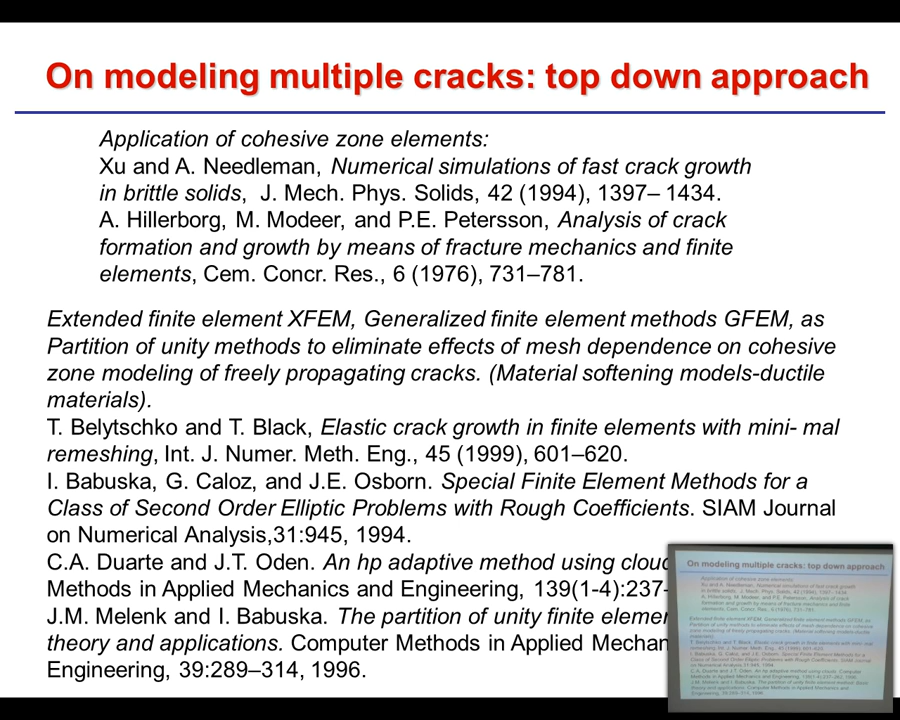 On modeling multiple cracks: top down approach
Application of cohesive zone elements:
Xu and A. Needleman, Numerical simulations of fast crack growth
in brittle solids, J. Mech. Phys. Solids, 42 (1994), 1397– 1434.
A. Hillerborg, M. Modeer, and P.E. Petersson, Analysis of crack
formation and growth by means of fracture mechanics and finite
elements, Cem. Concr. Res., 6 (1976), 731–781.
Extended finite element XFEM, Generalized finite element methods GFEM, as
Partition of unity methods to eliminate effects of mesh dependence on cohesive
zone modeling of freely propagating cracks. (Material softening models-ductile
materials).
T. Belytschko and T. Black, Elastic crack growth in finite elements with mini- mal
remeshing, Int. J. Numer. Meth. Eng., 45 (1999), 601–620.
I. Babuska, G. Caloz, and J.E. Osborn. Special Finite Element Methods for a
Class of Second Order Elliptic Problems with Rough Coefficients. SIAM Journal
on Numerical Analysis,31:945, 1994.
C.A. Duarte and J.T. Oden. An hp adaptive method using clou
Methods in Applied Mechanics and Engineering, 139(1-4):237-
J.M. Melenk and I. Babuska. The partition of unity finite elemen
theory and applications. Computer Methods in Applied Mechan
Engineering, 39:289–314, 1996.
On modeling multiple cracks: top down approach